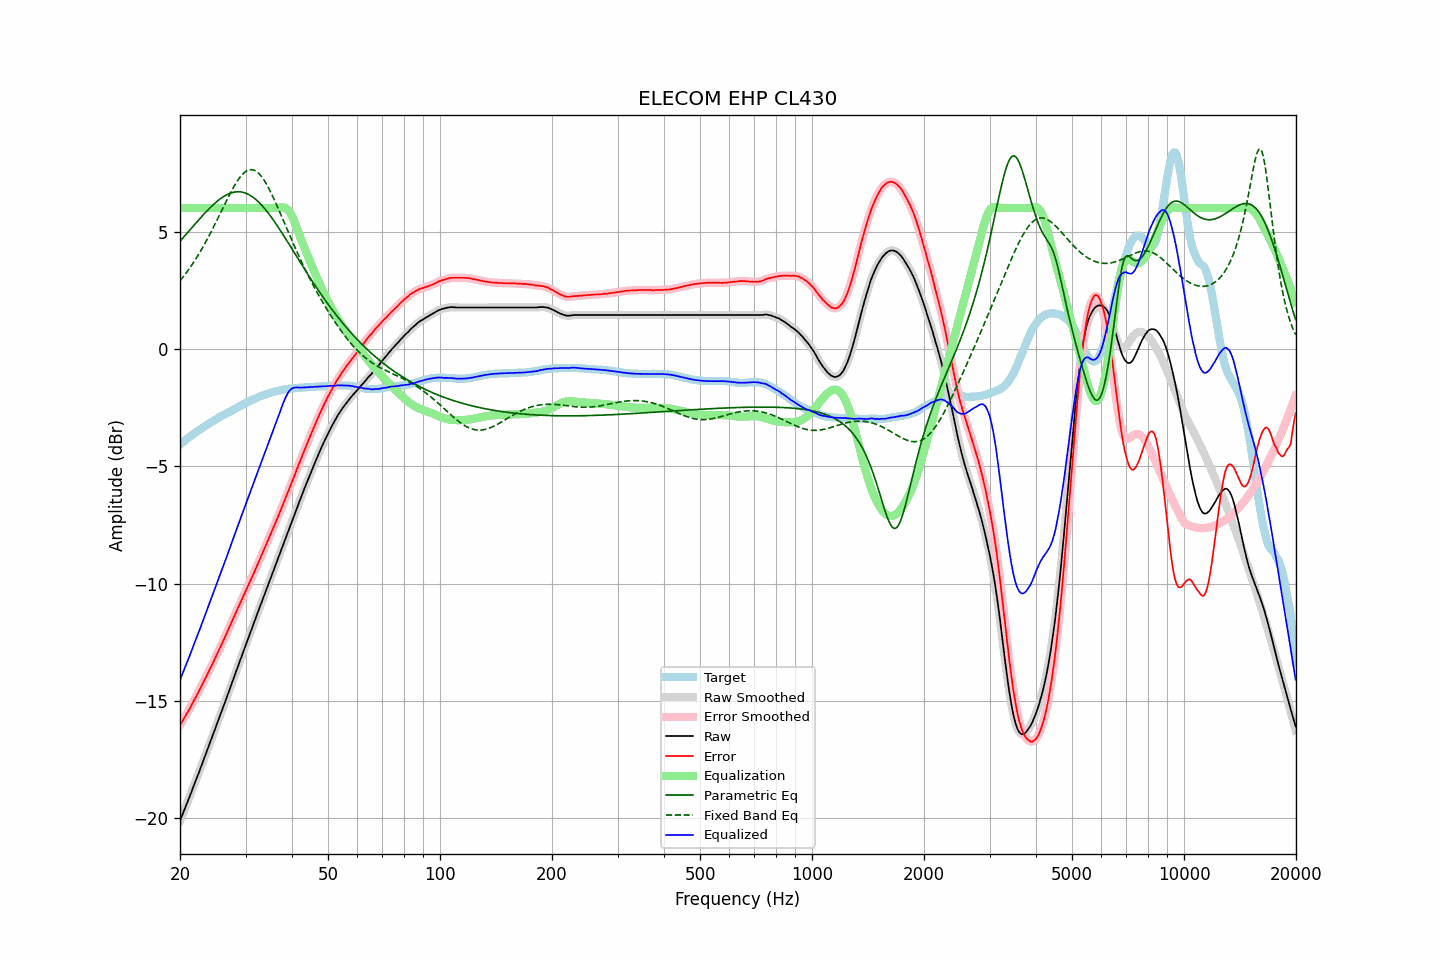 ELECOM EHP CL430
Amplitude (dBr)
5
0
−5
−10
−15
−20
Target
Raw Smoothed
Error Smoothed
Raw
Error
Equalization
Parametric Eq
Fixed Band Eq
Equalized
20 50 100 200 500 1000 2000 5000 10000 20000
Frequency (Hz)